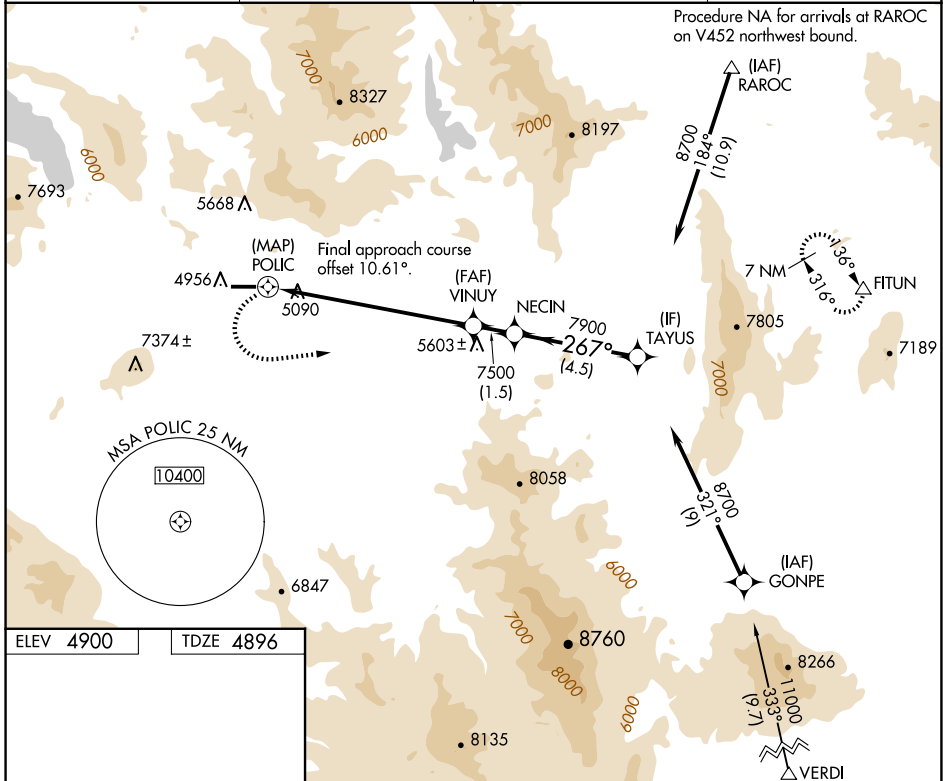 Procedure NA for arrivals at RAROC
on V452 northwest bound.
(IAF)
RAROC
7000
8327
6000
7000
8197
6000
7693
5668
8700
184°
(10.9)
(MAP)
POLIC
Final approach course
offset 10.61°.
4956
5090
(FAF)
VINUY
NECIN
7 NM
136°
316°
FITUN
7374 ±
5603 ±
7900
267°
(4.5)
7500
(1.5)
(IF)
TAYUS
7805
7000
7189
MSA POLIC 25 NM
10400
8058
8700
321°
(9)
6847
6000
(IAF)
GONPE
7000
8760
8000
6000
8266
11000
333°
(9.7)
8135
VERDI
ELEV 4900
TDZE 4896